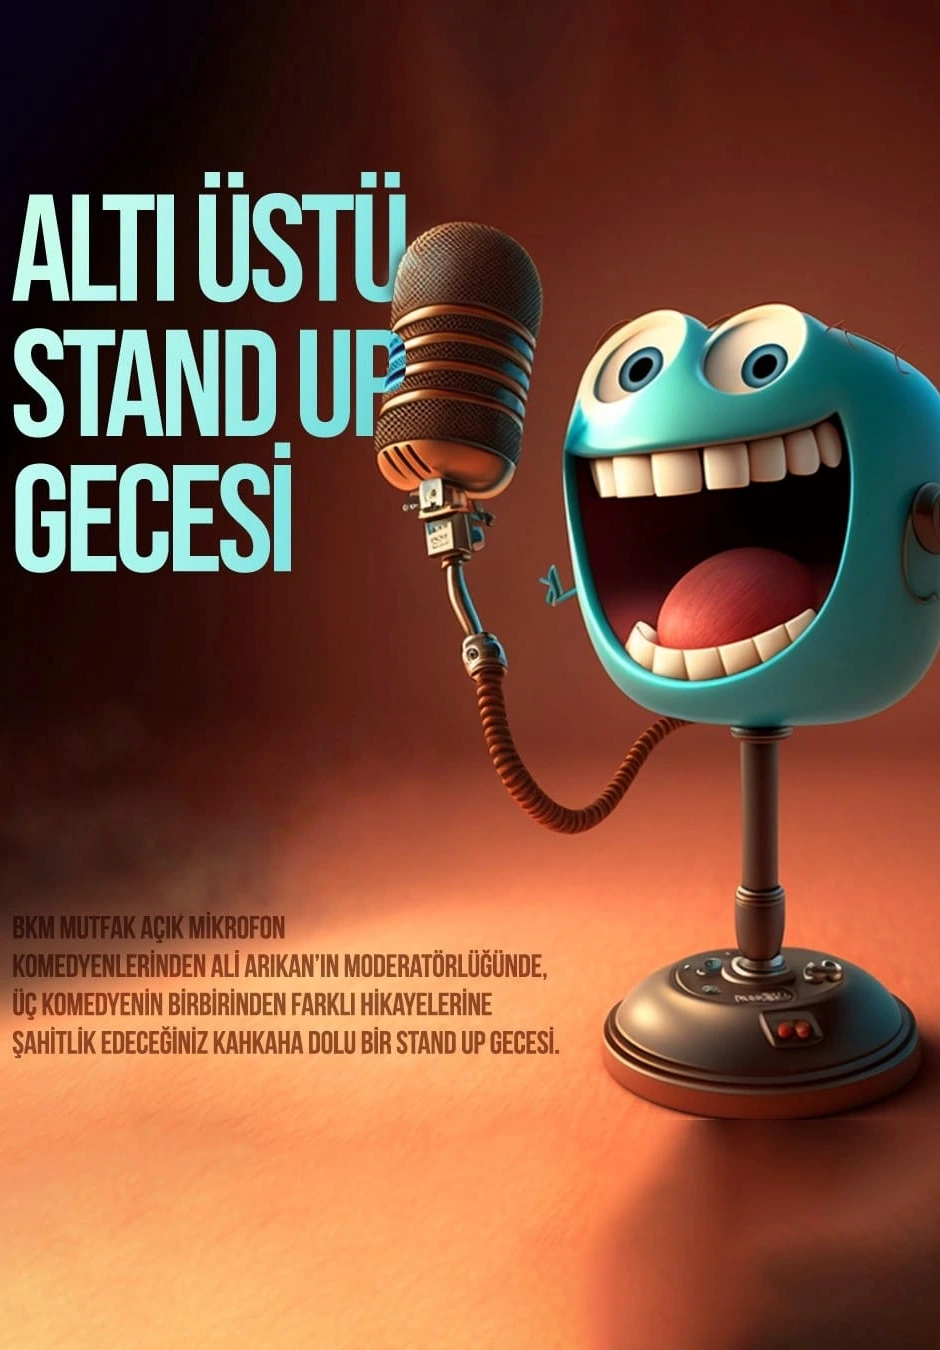 ALTI ÜSTÜ
STAND UP
GECESİ
BKM MUTFAK AÇIK MİKROFON
KOMEDYENLERİNDEN ALİ ARIKAN'IN MODERATÖRLÜĞÜNDE,
ÜÇ KOMEDYENİN BİRBİRİNDEN FARKLI HİKAYELERİNE
ŞAHİTLİK EDECEĞİNİZ KAHKAHA DOLU BİR STAND UP GECESİ.